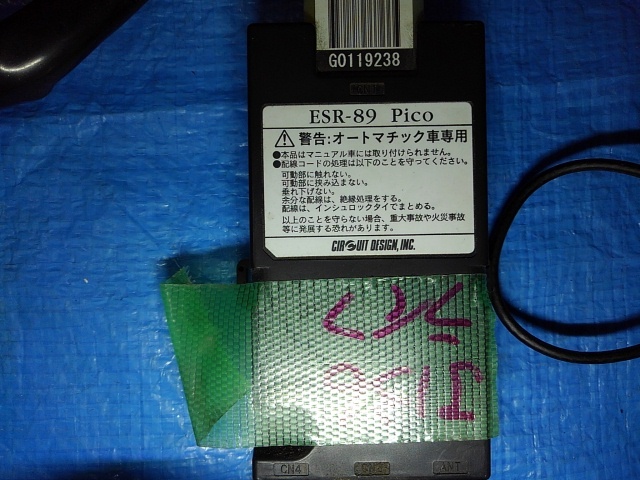 G0119238
ESR-89 Pico
警告:オートマチック車専用
●本品はマニュアル車には取り付けられません。
●配線コードの処理は以下のことを守ってください。
可動部に触れない。
可動部に挟み込まない。
垂れ下げない。
余分な配線は、絶縁処理をする。
配線は、インシュロックタイでまとめる。
以上のことを守らない場合、重大事故や火災事故
等に発展する恐れがあります。
CIRCUIT DESIGN, INC.
CN4
ANT